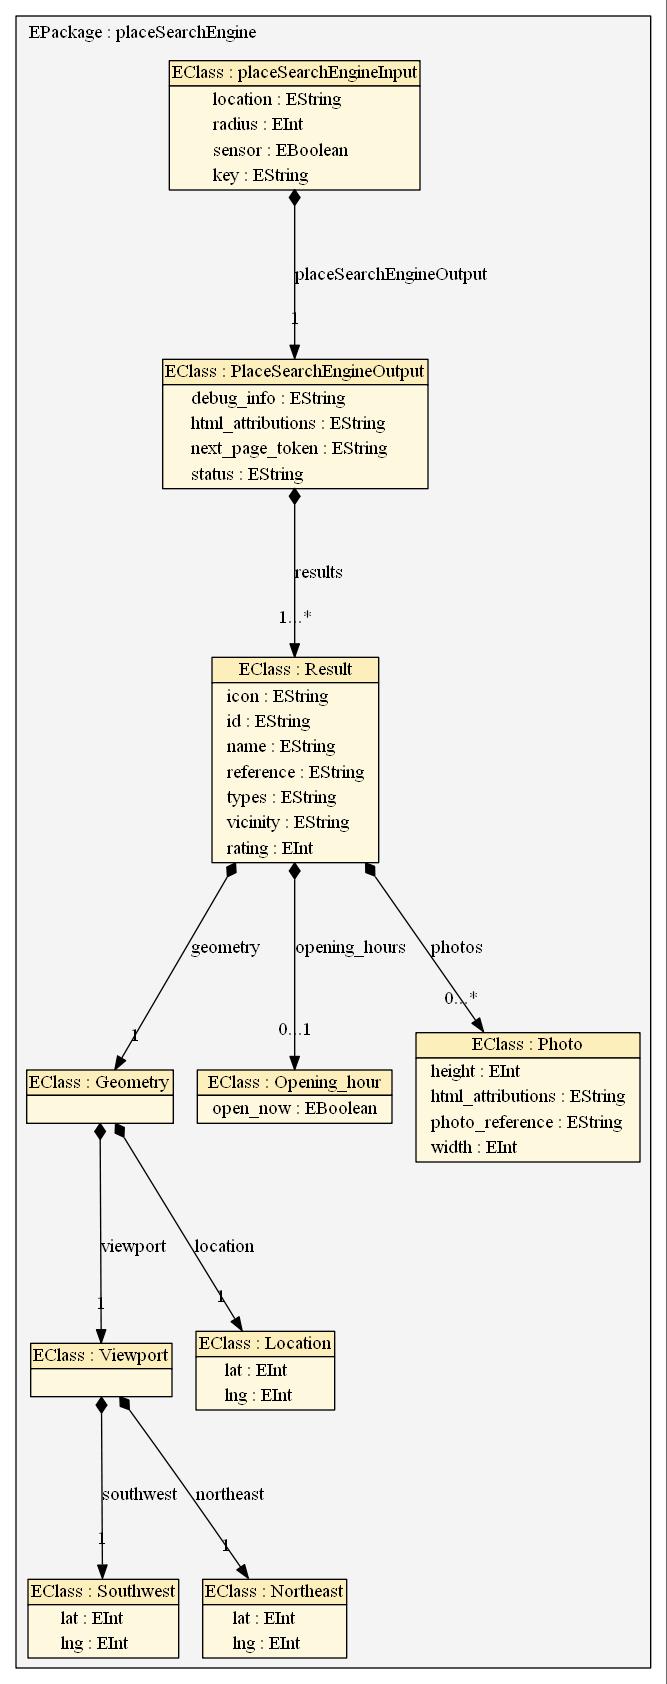 EPackage : placeSearchEngine
EClass : placeSearchEngineInput
location : EString
radius : EInt
sensor : EBoolean
key : EString
placeSearchEngineOutput
1
EClass : PlaceSearchEngineOutput
debug_info : EString
html_attributions : EString
next_page_token : EString
status : EString
results
1...*
EClass : Result
icon : EString
id : EString
name : EString
reference : EString
types : EString
vicinity : EString
rating : EInt
geometry
opening_hours
photos
1
0...1
0...*
EClass : Geometry
EClass : Opening_hour
open_now : EBoolean
EClass : Photo
height : EInt
html_attributions : EString
photo_reference : EString
width : EInt
viewport
location
1
1
EClass : Viewport
EClass : Location
lat : EInt
lng : EInt
southwest
northeast
1
1
EClass : Southwest
lat : EInt
lng : EInt
EClass : Northeast
lat : EInt
lng : EInt